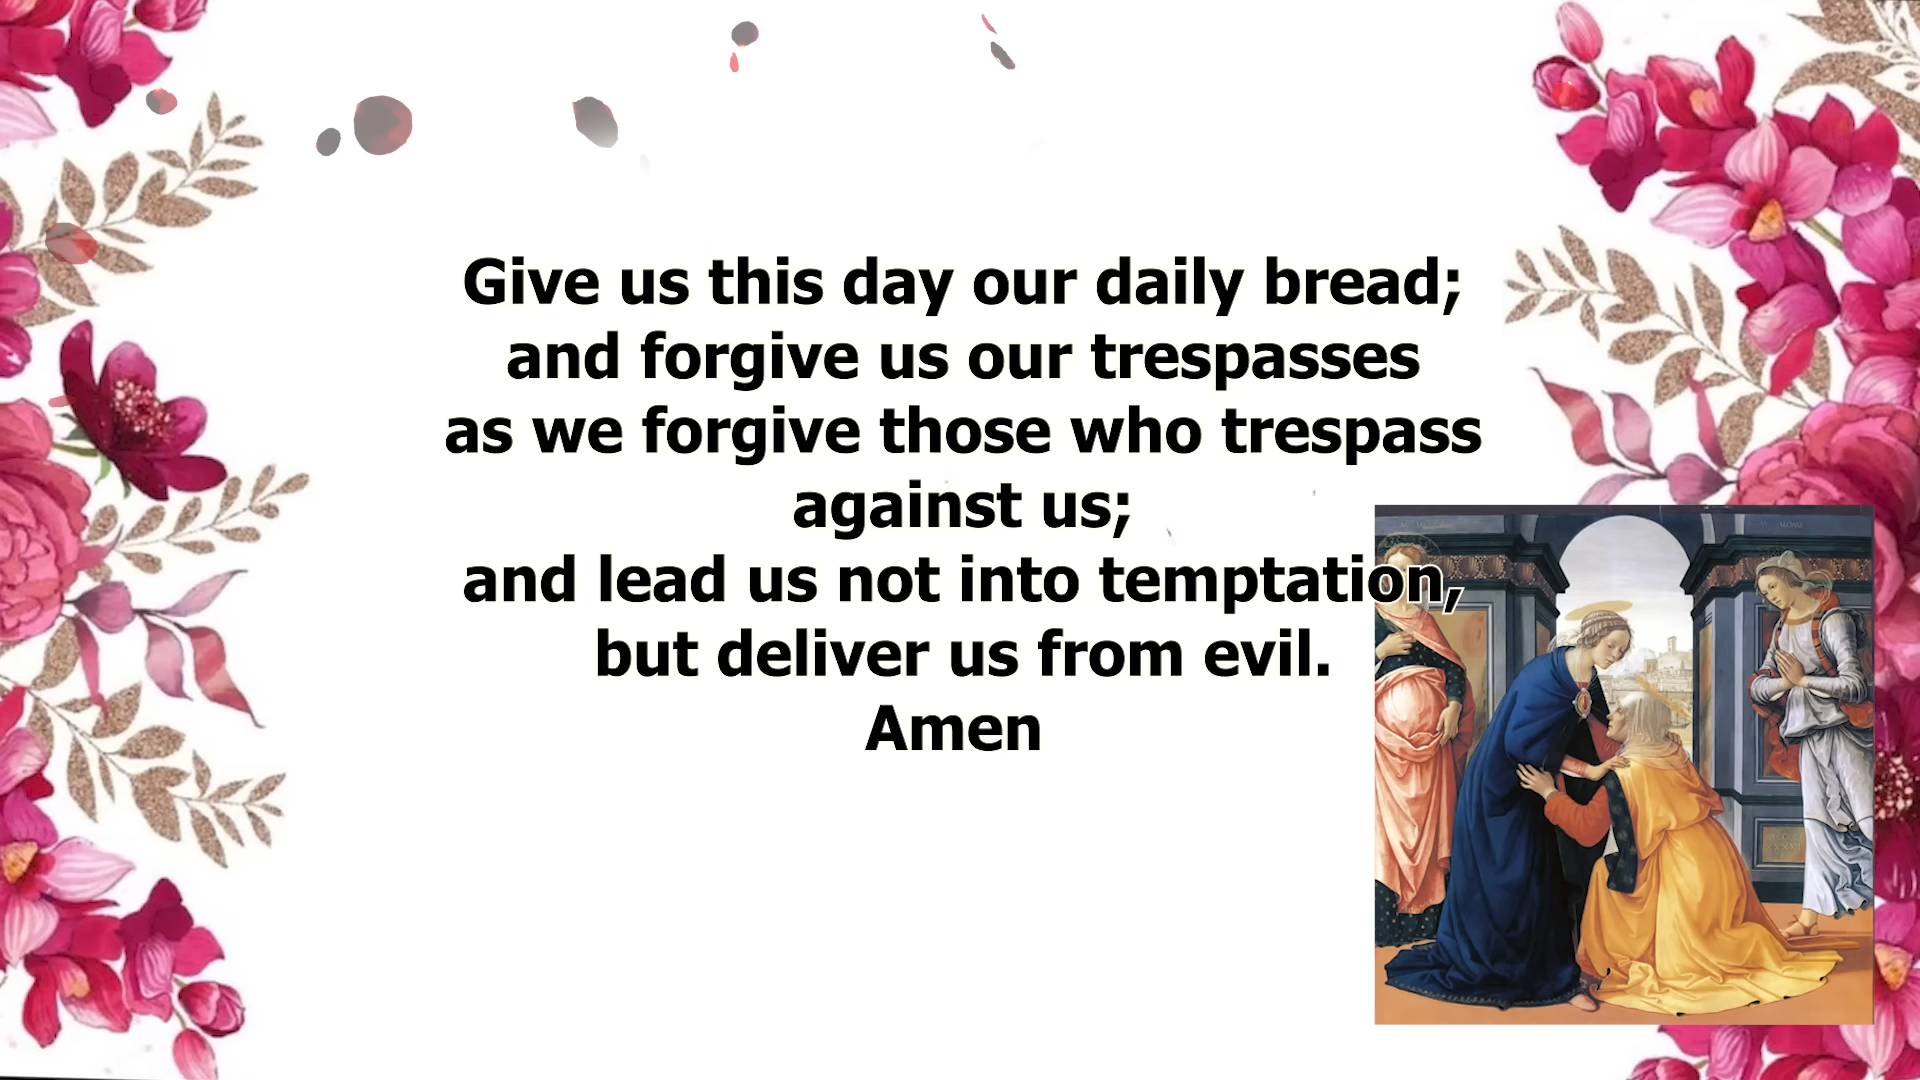 Give us this day our daily bread;
and forgive us our trespasses
as we forgive those who trespass
against us;
and lead us not into temptation,
but deliver us from evil.
Amen